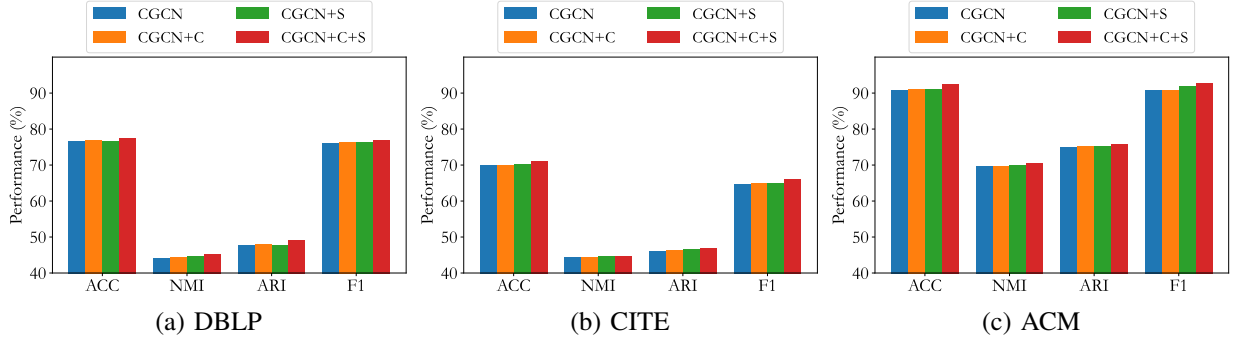 CGCN CGCN+S
CGCN+C CGCN+C+S
Performance (%)
90
80
70
60
50
40
ACC NMI ARI F1
(a) DBLP
CGCN CGCN+S
CGCN+C CGCN+C+S
Performance (%)
90
80
70
60
50
40
ACC NMI ARI F1
(b) CITE
CGCN CGCN+S
CGCN+C CGCN+C+S
Performance (%)
90
80
70
60
50
40
ACC NMI ARI F1
(c) ACM